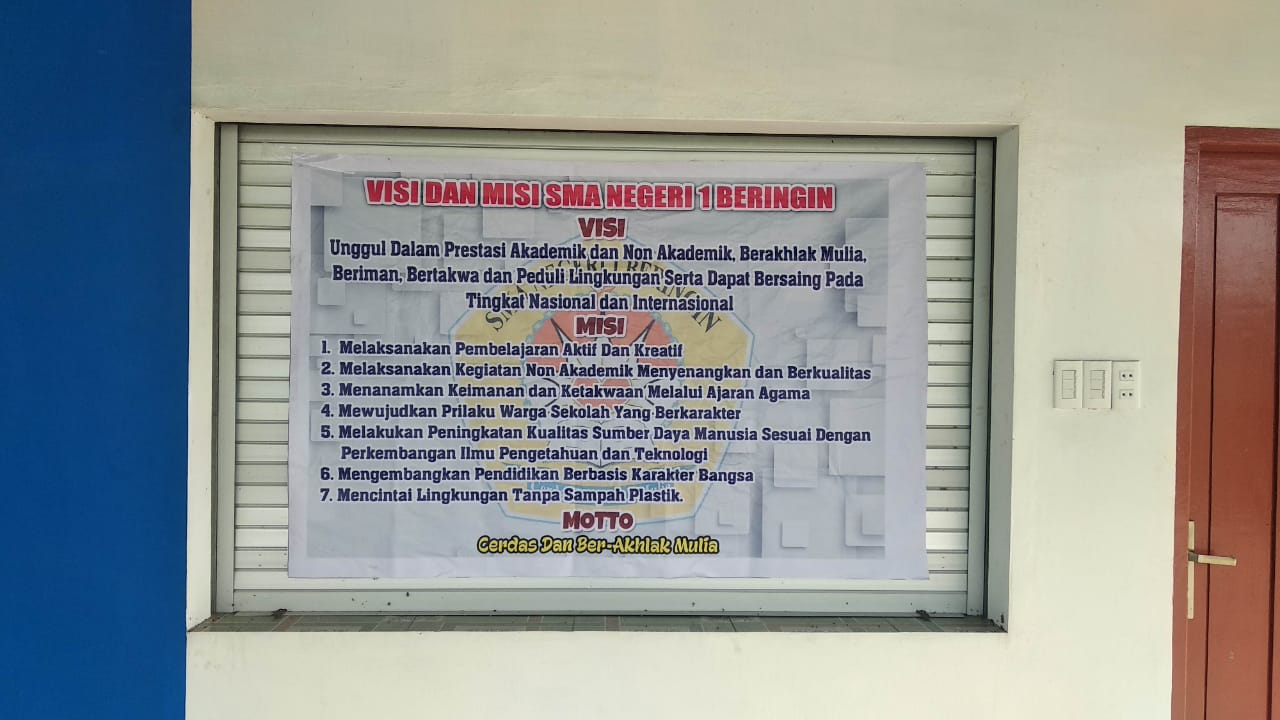 VISI DAN MISI SMA NEGERI 1 BERINGIN
VISI
Unggul Dalam Prestasi Akademik dan Non Akademik, Berakhlak Mulia,
Beriman, Bertakwa dan Peduli Lingkungan Serta Dapat Bersaing Pada
Tingkat Nasional dan Internasional
SMA NEGERI 1 BERINGIN
MISI
1. Melaksanakan Pembelajaran Aktif Dan Kreatif
2. Melaksanakan Kegiatan Non Akademik Menyenangkan dan Berkualitas
3. Menanamkan Keimanan dan Ketakwaan Melalui Ajaran Agama
4. Mewujudkan Prilaku Warga Sekolah Yang Berkarakter
5. Melakukan Peningkatan Kualitas Sumber Daya Manusia Sesuai Dengan
Perkembangan Ilmu Pengetahuan dan Teknologi
6. Mengembangkan Pendidikan Berbasis Karakter Bangsa
7. Mencintai Lingkungan Tanpa Sampah Plastik.
MOTTO
Cerdas Dan Ber-Akhlak Mulia